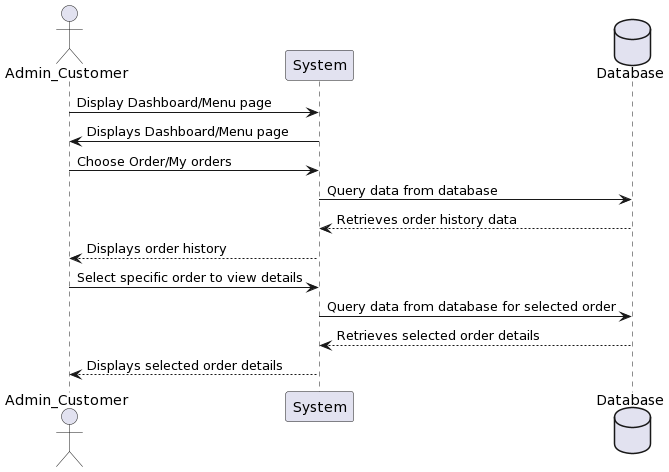 Admin_Customer
System
Database
Display Dashboard/Menu page
Displays Dashboard/Menu page
Choose Order/My orders
Query data from database
Retrieves order history data
Displays order history
Select specific order to view details
Query data from database for selected order
Retrieves selected order details
Displays selected order details
Admin_Customer
System
Database